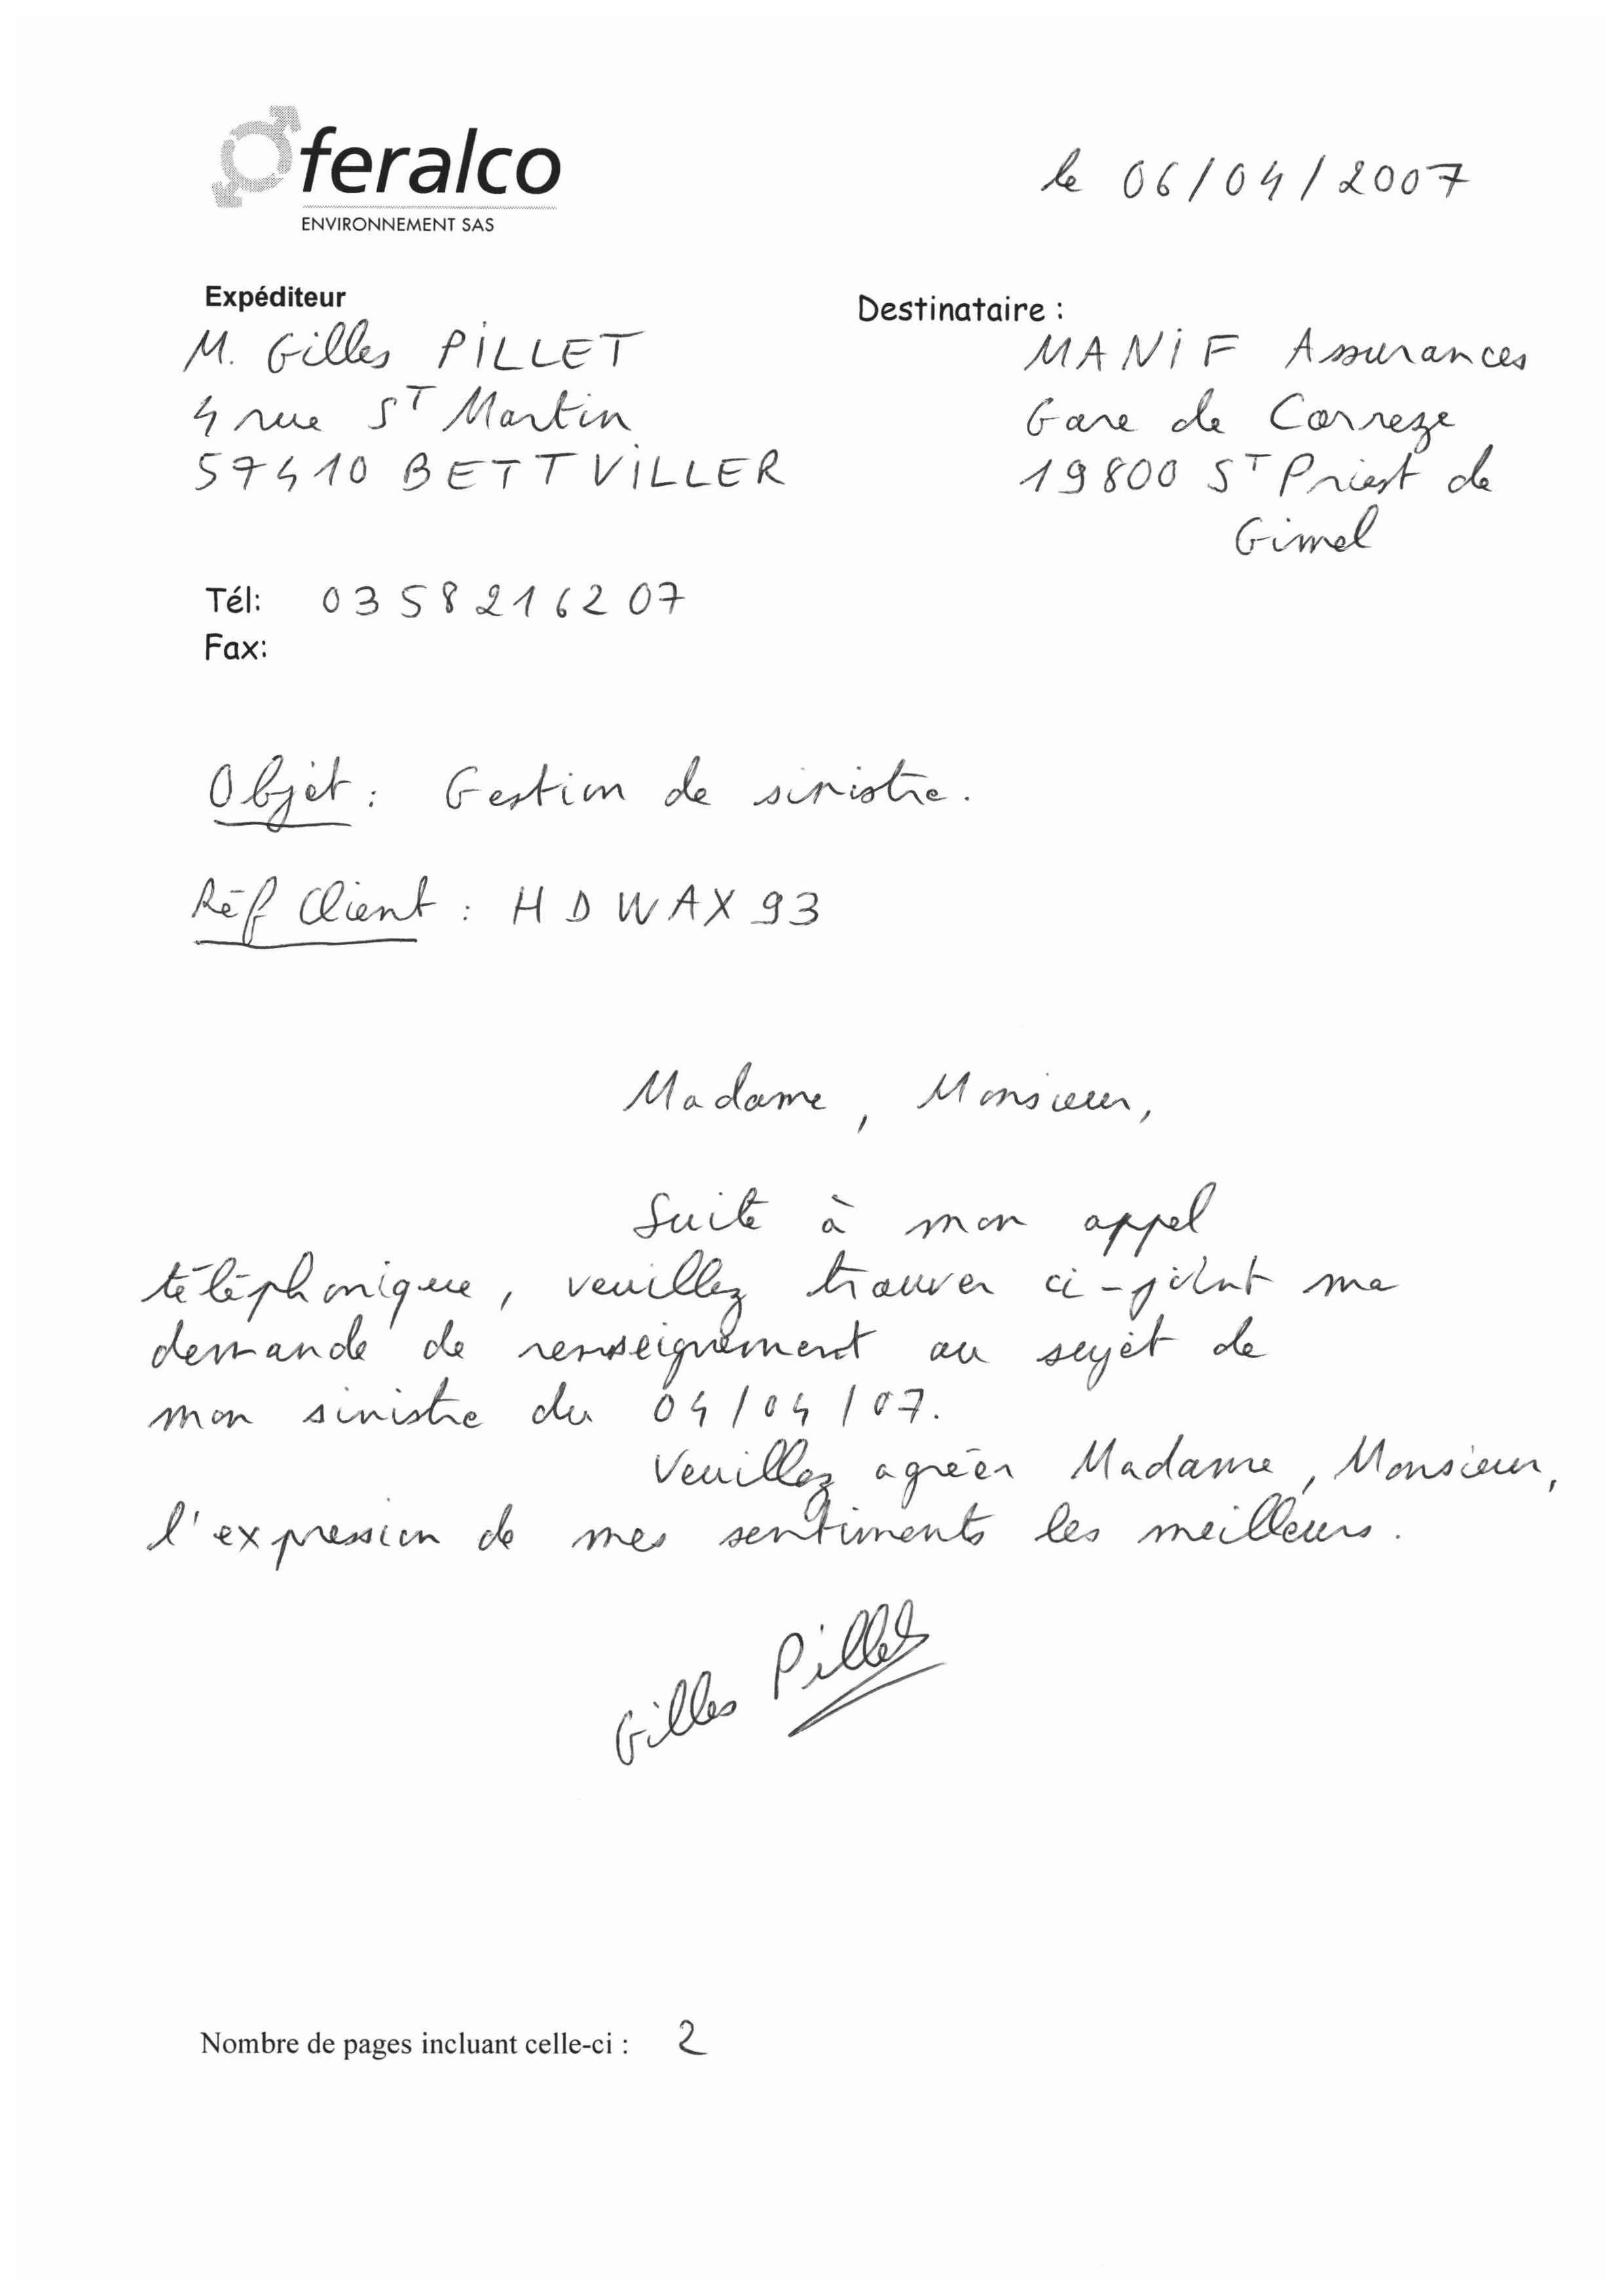 feralco
ENVIRONNEMENT SAS
le 06/04/2007
Expéditeur
M. Gilles PILLET
4 rue ST Martin
57410 BETTVILLER
Destinataire :
MANIF Assurances
Gare de Correze
19800 ST Priest de
Gimel
Tél: 0358216207
Fax:
Objet : Gestion de sinistre.
Réf Client : HDWAX93
Madame, Monsieur,
Suite à mon appel
téléphonique, veuillez trouver ci-joint ma
demande de renseignement au sujet de
mon sinistre du 04/04/07.
Veuillez agréer Madame, Monsieur,
l'expression de mes sentiments les meilleurs.
Gilles Pillet
Nombre de pages incluant celle-ci : 2